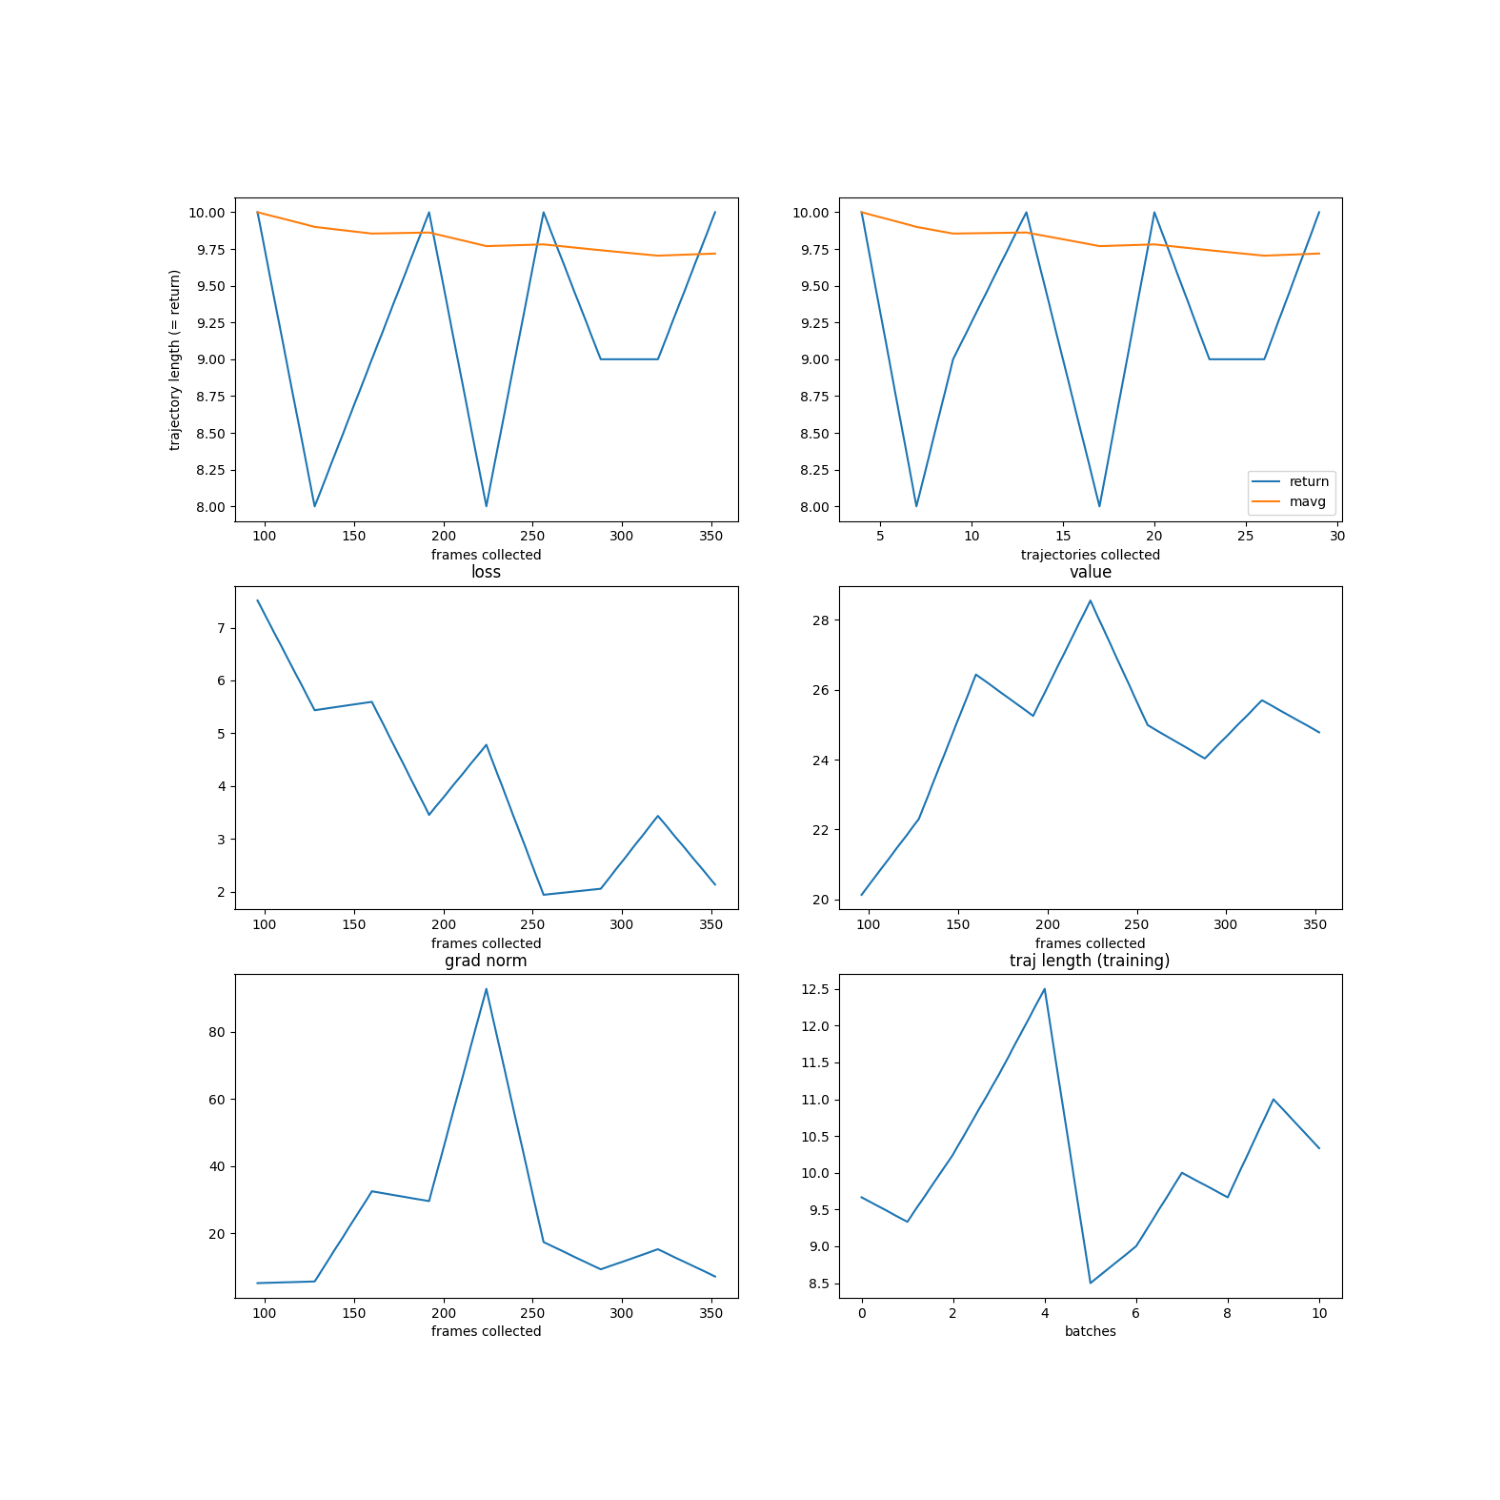 10.00
9.75
9.50
9.25
9.00
8.75
8.50
8.25
8.00
trajectory length (= return)
100 150 200 250 300 350
frames collected
10.00
9.75
9.50
9.25
9.00
8.75
8.50
8.25
8.00
return
mavg
5 10 15 20 25 30
trajectories collected
loss
7
6
5
4
3
2
100 150 200 250 300 350
frames collected
value
28
26
24
22
20
100 150 200 250 300 350
frames collected
grad norm
80
60
40
20
100 150 200 250 300 350
frames collected
traj length (training)
12.5
12.0
11.5
11.0
10.5
10.0
9.5
9.0
8.5
0 2 4 6 8 10
batches